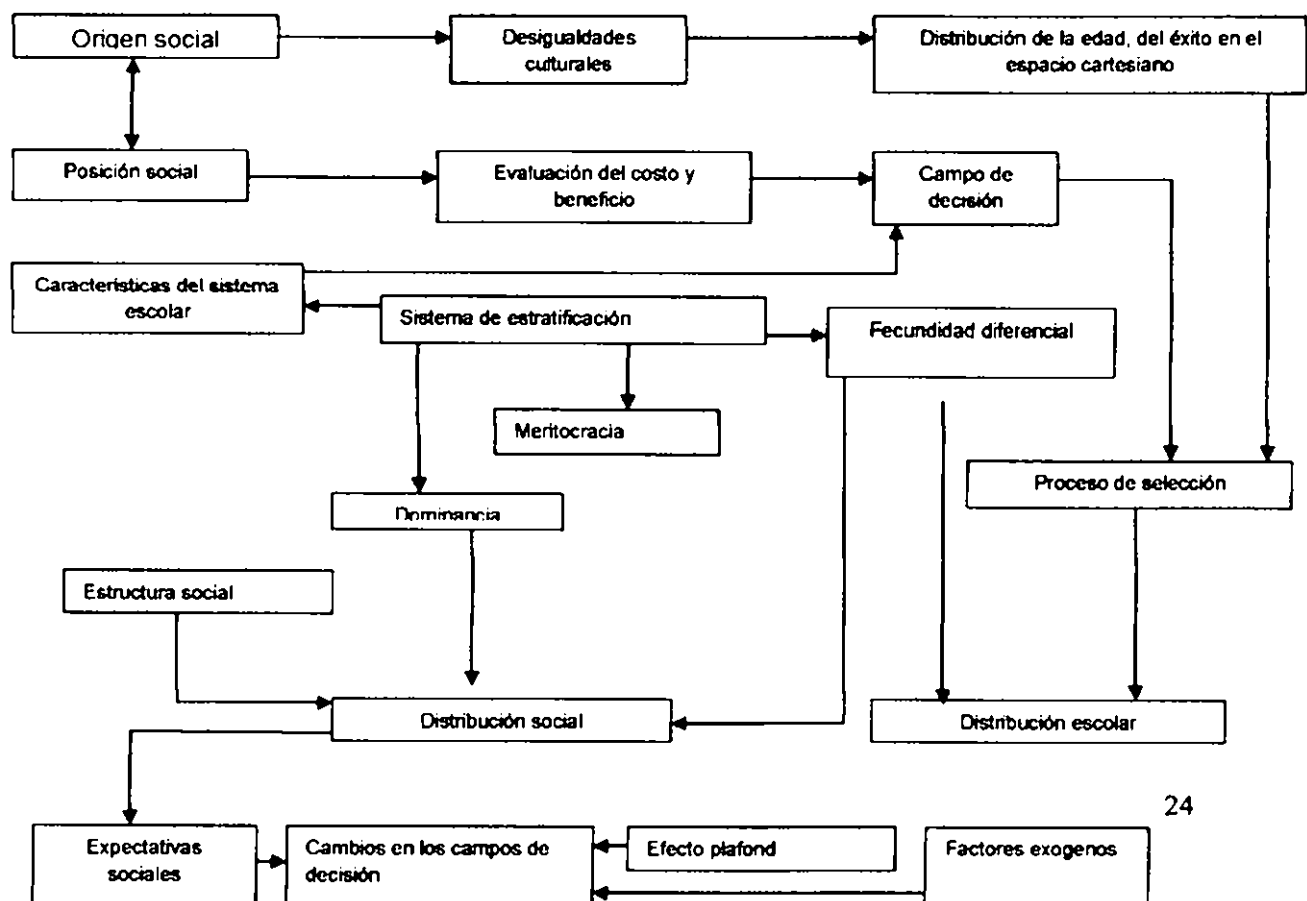 Origen social
Desigualdades
culturales
Distribución de la edad, del éxito en el
espacio cartesiano
Posición social
Evaluación del costo y
beneficio
Campo de
decisión
Características del sistema
escolar
Sistema de estratificación
Fecundidad diferencial
Meritocracia
Proceso de selección
Dominancia
Estructura social
Distribución social
Distribución escolar
24
Expectativas
sociales
Cambios en los campos de
decisión
Efecto plafond
Factores exogenos